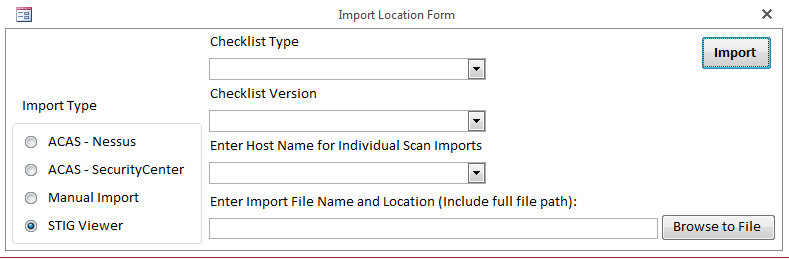 Import Location Form
Checklist Type
Import
Checklist Version
Import Type
ACAS - Nessus
Enter Host Name for Individual Scan Imports
ACAS - SecurityCenter
Manual Import
Enter Import File Name and Location (Include full file path):
STIG Viewer
Browse to File